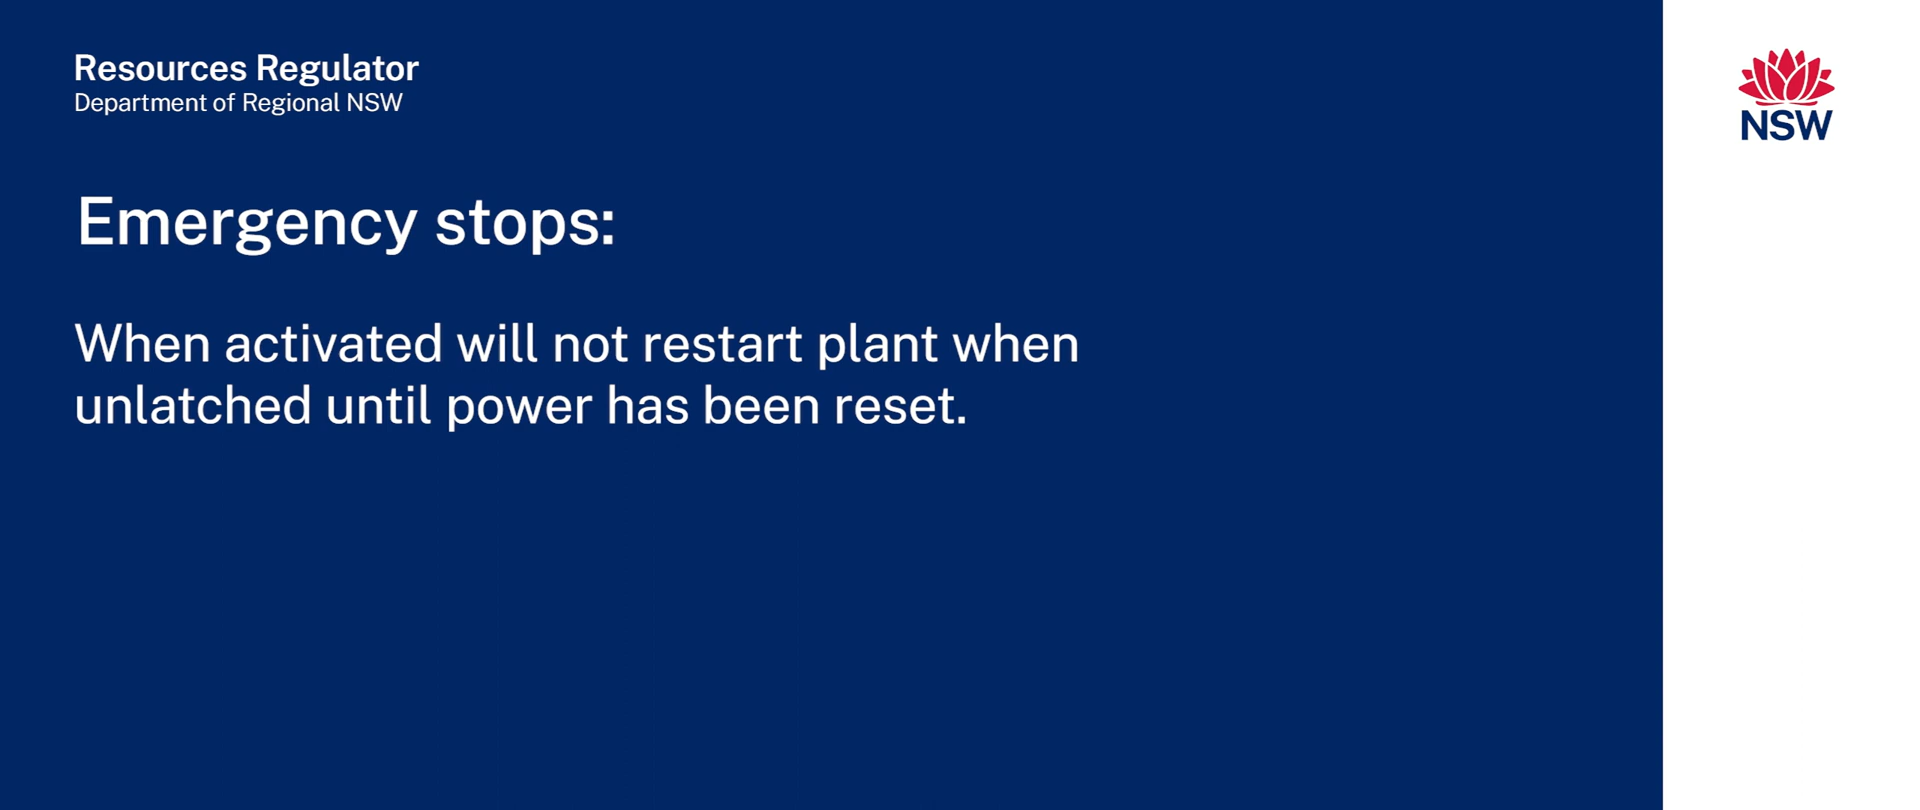 Resources Regulator
Department of Regional NSW
NSW
Emergency stops:
When activated will not restart plant when
unlatched until power has been reset.